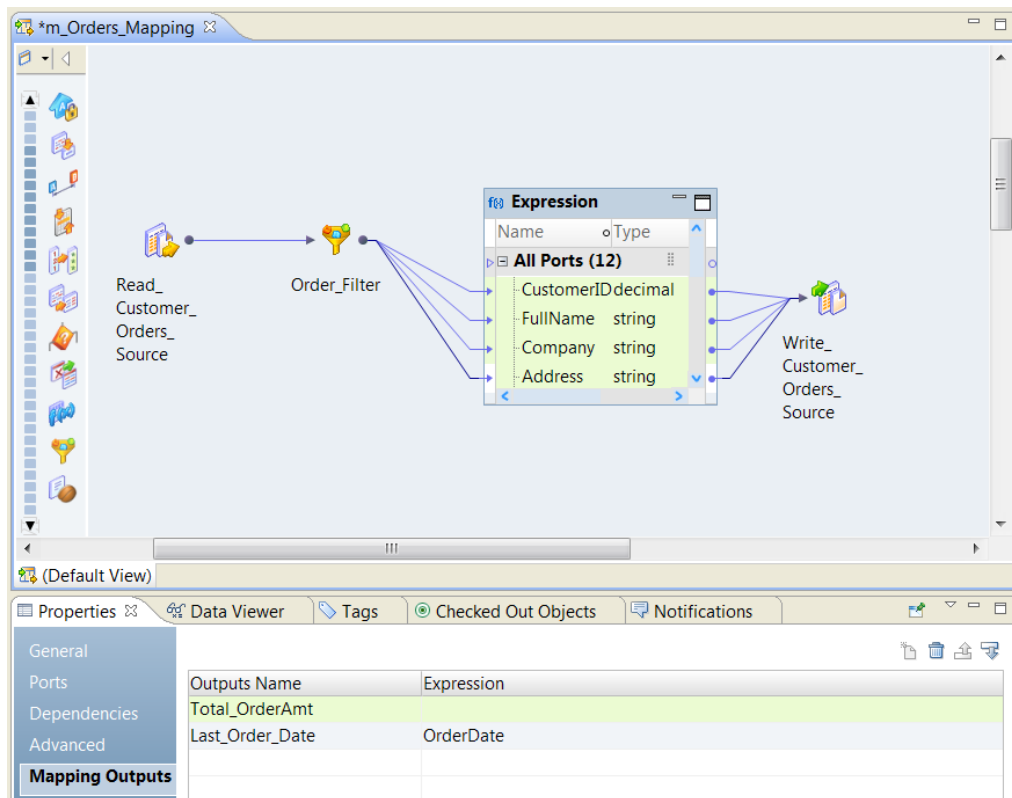 *m_Orders_Mapping
f(x) Expression
Name Type
All Ports (12)
CustomerID decimal
FullName string
Company string
Address string
Read_
Customer_
Orders_
Source
Order_Filter
Write_
Customer_
Orders_
Source
(Default View)
Properties Data Viewer Tags Checked Out Objects Notifications
General
Ports
Dependencies
Advanced
Mapping Outputs
Outputs Name Expression
Total_OrderAmt
Last_Order_Date OrderDate